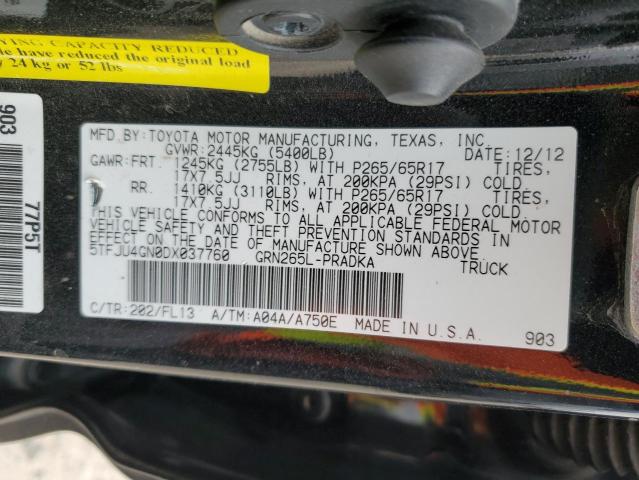 ING CAPACITY REDUCED
le have reduced the original load
y 24 kg or 52 lbs
903
77P5T
MFD BY: TOYOTA MOTOR MANUFACTURING, TEXAS, INC.
GVWR: 2445KG (5400LB) DATE: 12/12
GAWR: FRT. 1245KG (2755LB) WITH P265/65R17 TIRES,
17X7.5JJ RIMS, AT 200KPA (29PSI) COLD.
RR. 1410KG (3110LB) WITH P265/65R17 TIRES,
17X7.5JJ RIMS, AT 200KPA (29PSI) COLD.
THIS VEHICLE CONFORMS TO ALL APPLICABLE FEDERAL MOTOR
VEHICLE SAFETY AND THEFT PREVENTION STANDARDS IN
EFFECT ON THE DATE OF MANUFACTURE SHOWN ABOVE.
5TFJU4GN0DX037760 GRN265L-PRADKA TRUCK
C/TR: 202/FL13 A/TM: A04A/A750E MADE IN U.S.A. 903